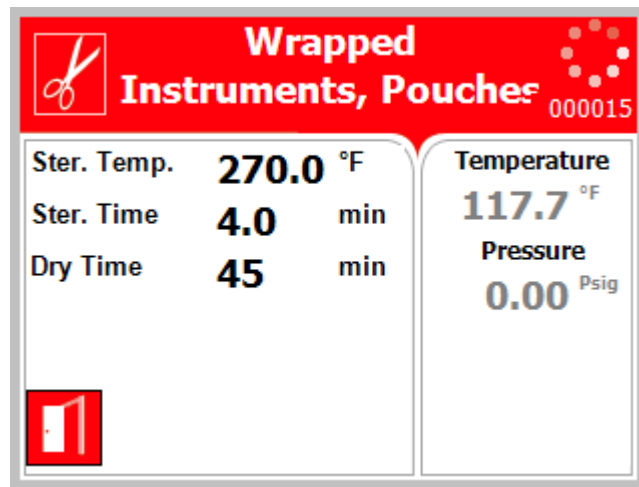 Wrapped
Instruments, Pouches
000015
Ster. Temp. 270.0 °F
Ster. Time 4.0 min
Dry Time 45 min
Temperature
117.7 °F
Pressure
0.00 Psig